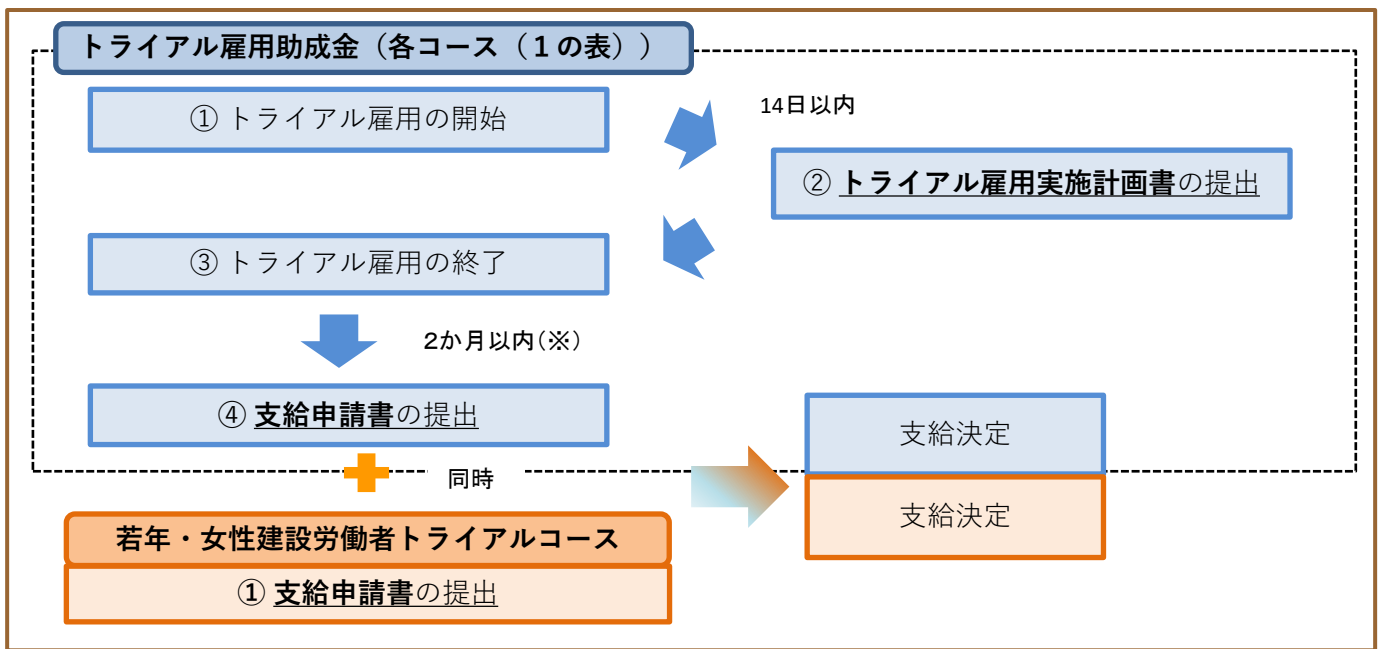 トライアル雇用助成金（各コース（１の表））
① トライアル雇用の開始
14日以内
② トライアル雇用実施計画書の提出
③ トライアル雇用の終了
２か月以内(※)
④ 支給申請書の提出
支給決定
同時
支給決定
若年・女性建設労働者トライアルコース
① 支給申請書の提出